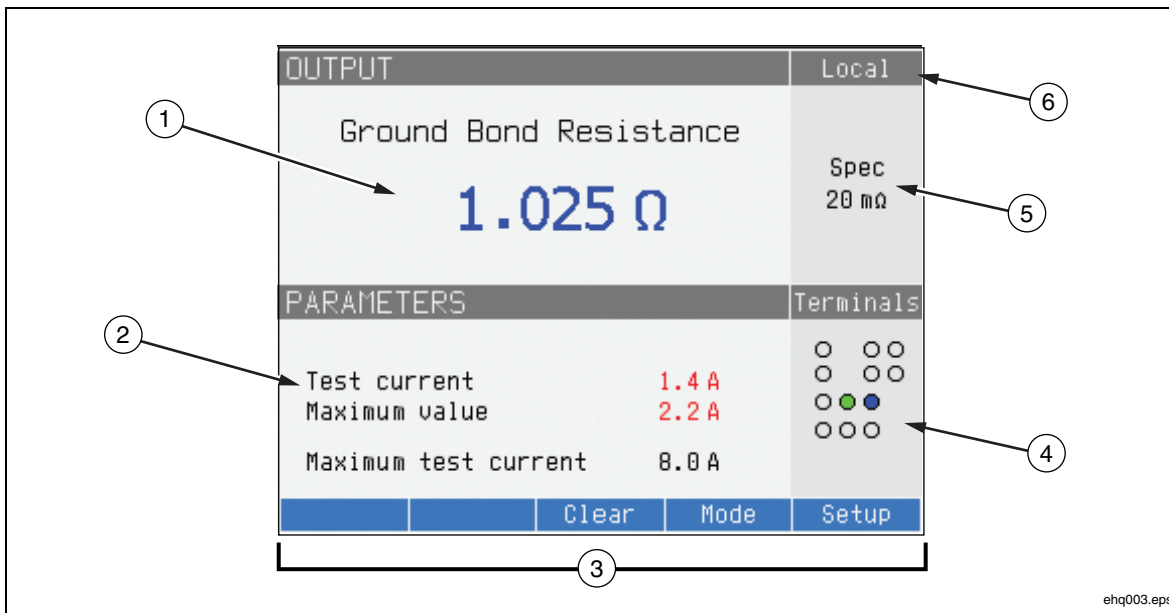 OUTPUT Local
Ground Bond Resistance
1.025 Ω
Spec
20 mΩ
PARAMETERS Terminals
Test current 1.4 A
Maximum value 2.2 A
Maximum test current 8.0 A
Clear Mode Setup
1
2
3
4
5
6
ehq003.eps